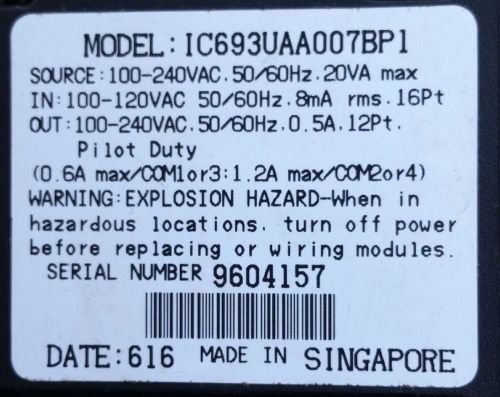 MODEL:IC693UAA007BP1
SOURCE:100-240VAC.50/60Hz.20VA max
IN:100-120VAC 50/60Hz.8mA rms.16Pt
OUT:100-240VAC.50/60Hz.0.5A.12Pt.
Pilot Duty
(0.6A max/COM1or3:1.2A max/COM2or4)
WARNING:EXPLOSION HAZARD-When in
hazardous locations. turn off power
before replacing or wiring modules.
SERIAL NUMBER 9604157
DATE:616 MADE IN SINGAPORE